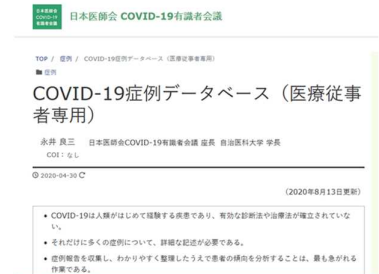 日本医師会
COVID-19
有識者会議
日本医師会 COVID-19有識者会議
TOP / 症例 / COVID-19症例データベース（医療従事者専用）
症例
COVID-19症例データベース（医療従事
者専用）
永井 良三 日本医師会COVID-19有識者会議 座長 自治医科大学 学長
COI：なし
2020-04-30
（2020年8月13日更新）
• COVID-19は人類がはじめて経験する疾患であり、有効な診断法や治療法が確立されていな
い。
• それだけに多くの症例について、詳細な記述が必要である。
• 症例報告を収集し、わかりやすく整理したうえで患者の傾向を分析することは、最も急がれる
作業である。